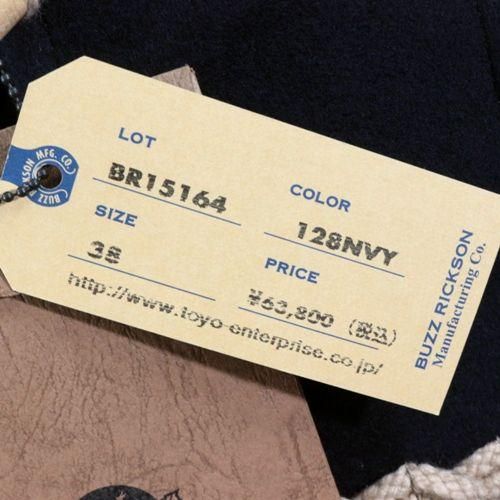 BUZZ RICKSON MFG. CO.
LOT
BR15164
COLOR
128NVY
SIZE
38
PRICE
¥63,800 (税込)
http://www.toyo-enterprise.co.jp/
BUZZ RICKSON
Manufacturing Co.